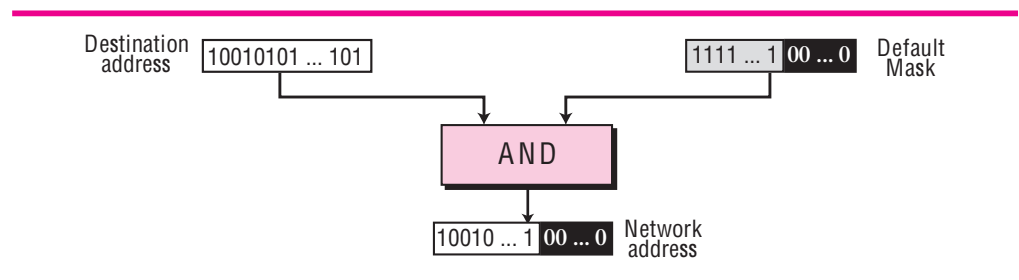 Destination
address
10010101 ... 101
1111 ... 1 00 ... 0
Default
Mask
AND
10010 ... 1 00 ... 0
Network
address